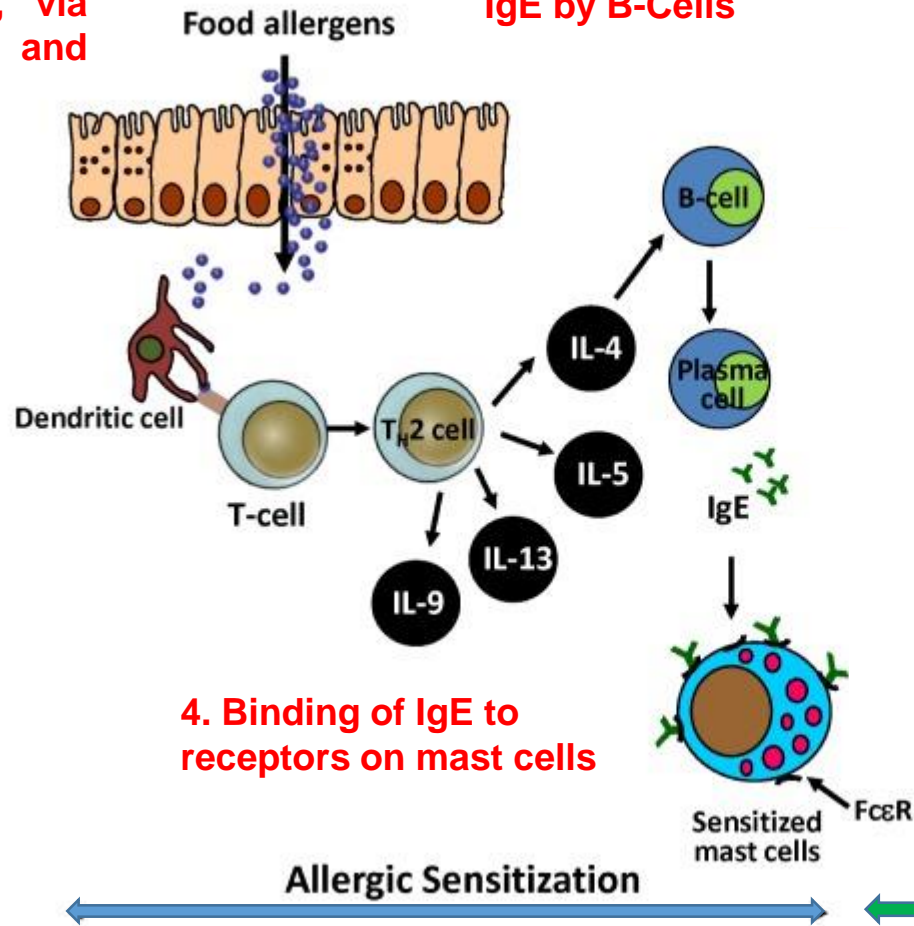 , via
and
IgE by B-Cells
Food allergens
B-cell
IL-4
Plasma
cell
Dendritic cell
TH2 cell
IL-5
T-cell
IgE
IL-13
IL-9
4. Binding of IgE to
receptors on mast cells
FcεR
Sensitized
mast cells
Allergic Sensitization